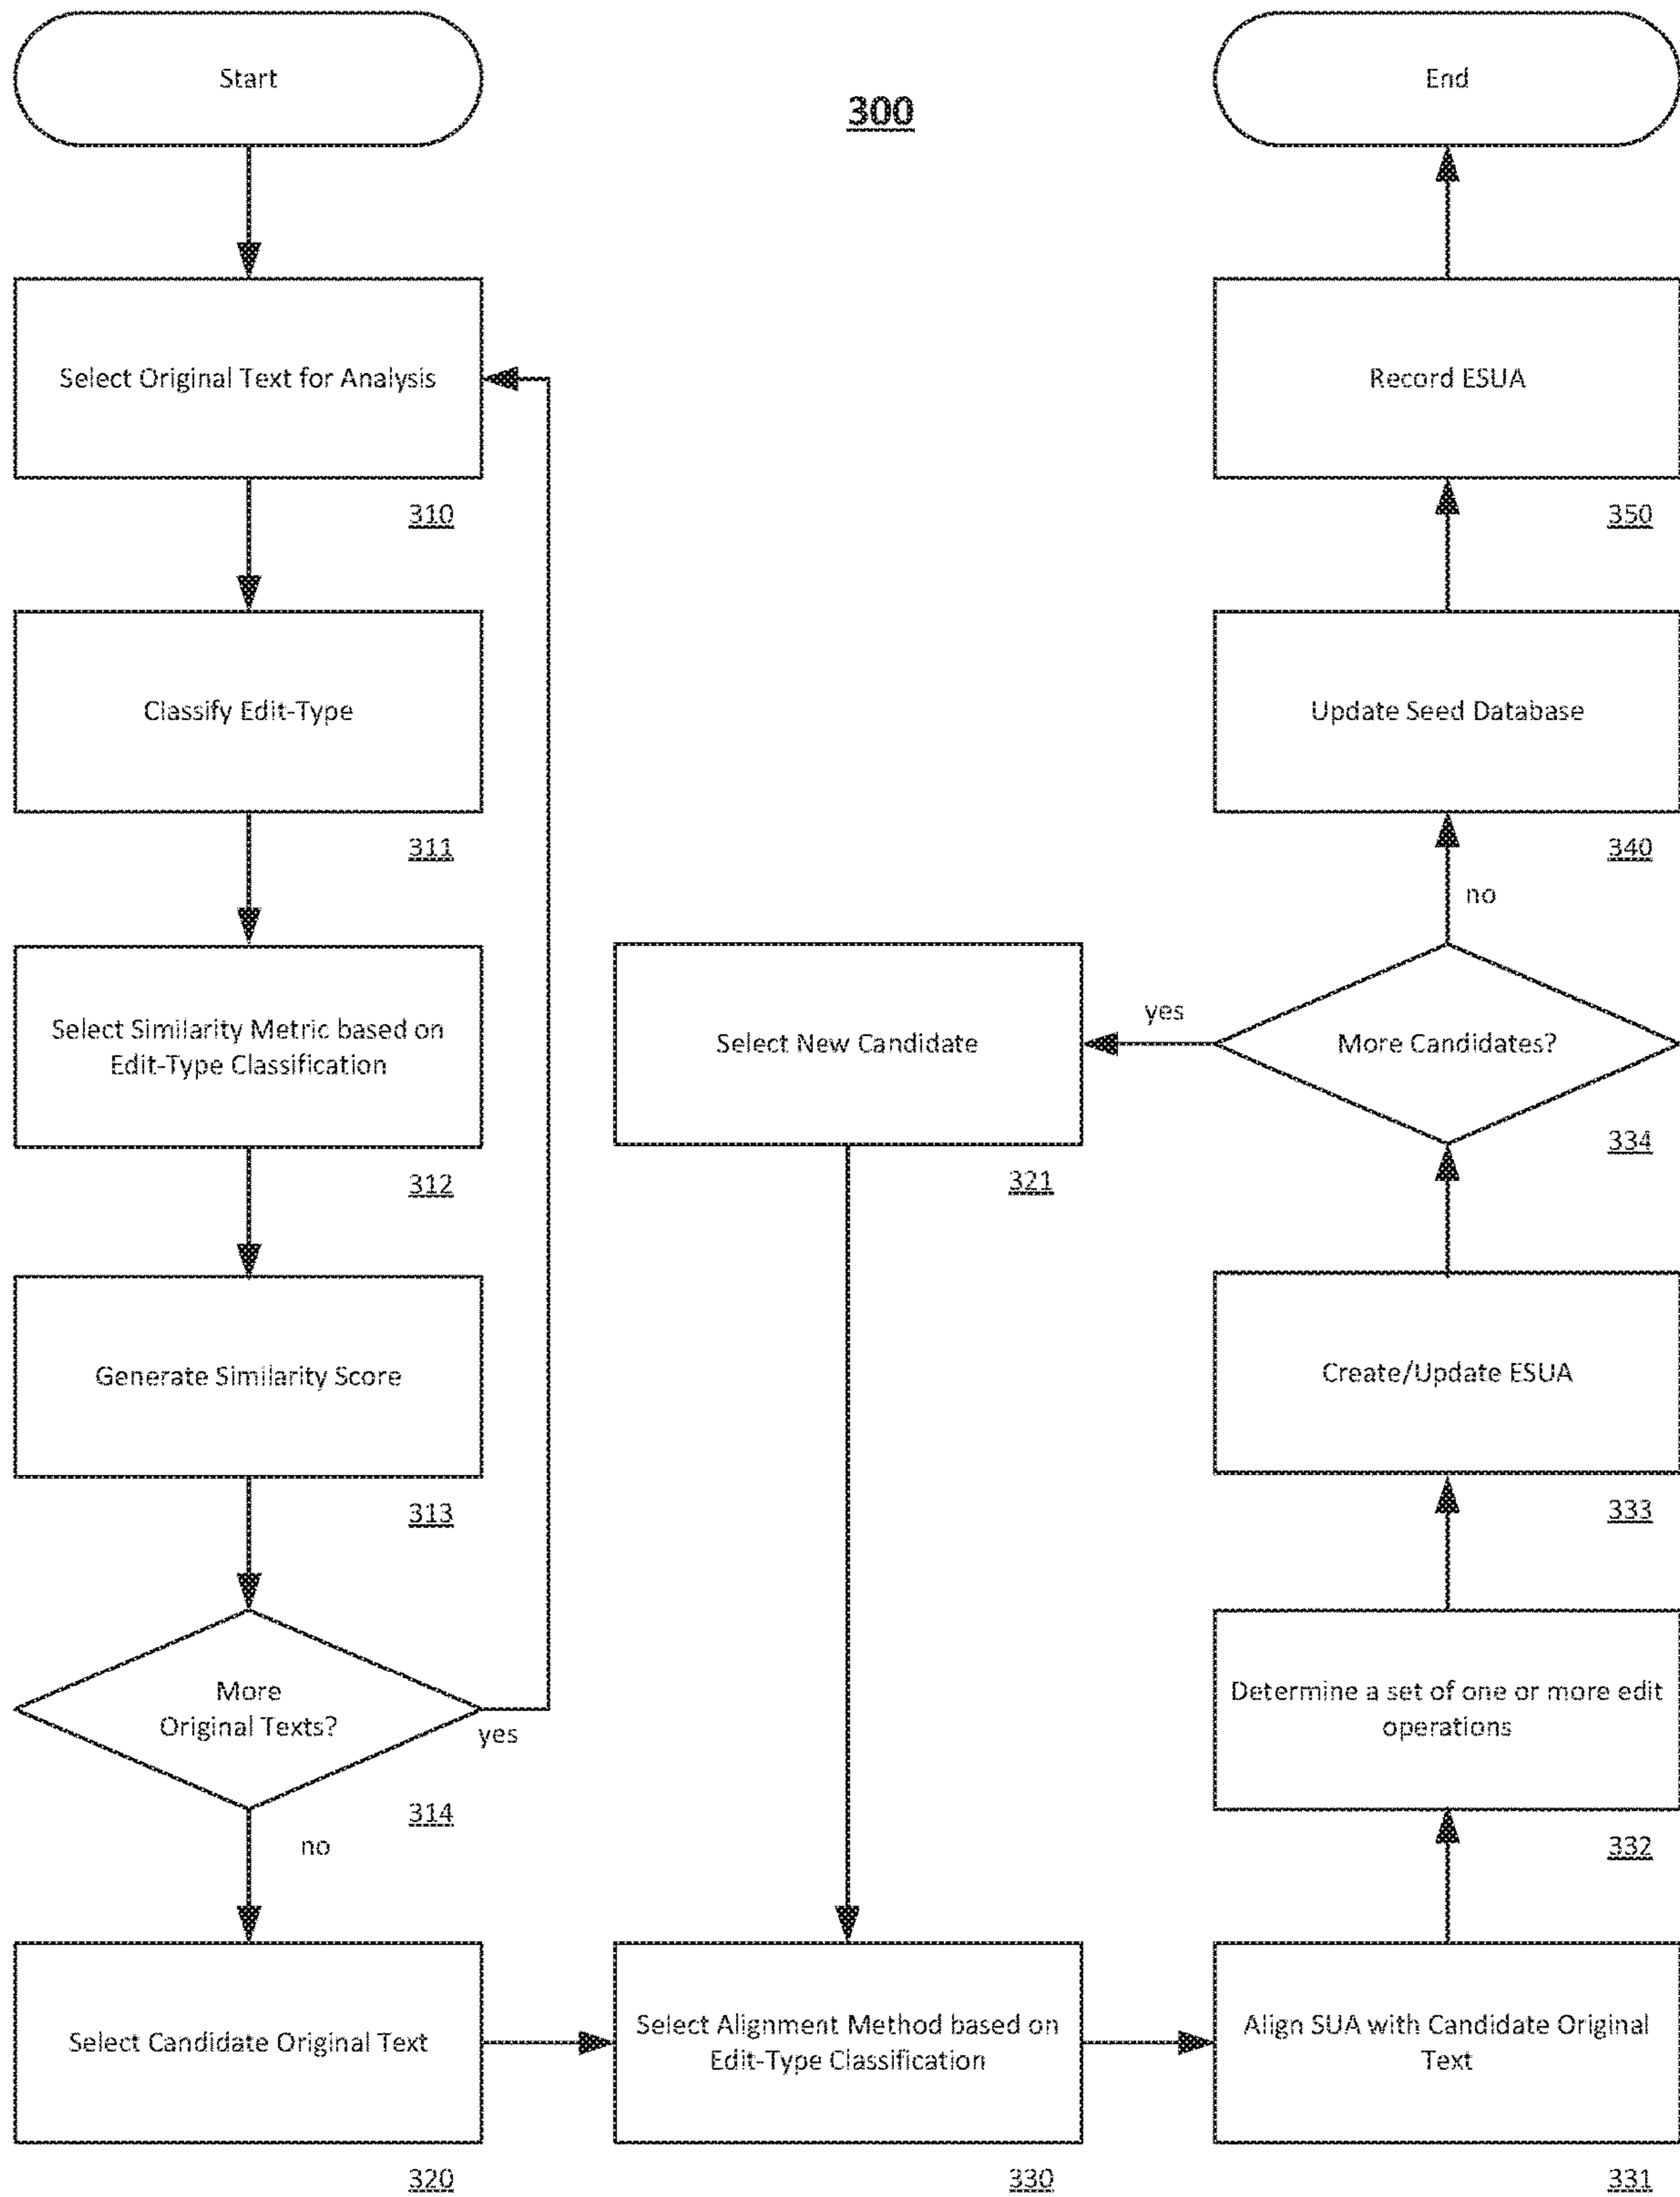 Start
300
End
Select Original Text for Analysis
310
Record ESUA
350
Classify Edit-Type
311
Update Seed Database
340
no
Select Similarity Metric based on
Edit-Type Classification
312
Select New Candidate
321
yes
More Candidates?
334
Generate Similarity Score
313
Create/Update ESUA
333
More
Original Texts?
yes
314
no
Determine a set of one or more edit
operations
332
Select Candidate Original Text
320
Select Alignment Method based on
Edit-Type Classification
330
Align SUA with Candidate Original
Text
331